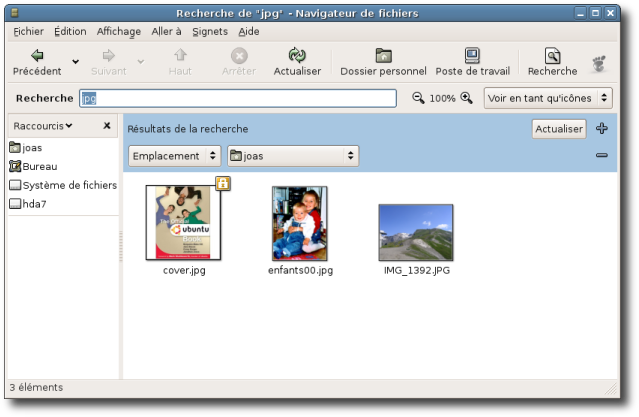 Recherche de "jpg" - Navigateur de fichiers
Fichier Édition Affichage Aller à Signets Aide
Précédent Suivant Haut Arrêter Actualiser Dossier personnel Poste de travail Recherche
Recherche jpg 100% Voir en tant qu'icônes
Raccourcis Résultats de la recherche Actualiser
joas Emplacement joas
Bureau
Système de fichiers
hda7
ubuntu
cover.jpg enfants00.jpg IMG_1392.JPG
3 éléments